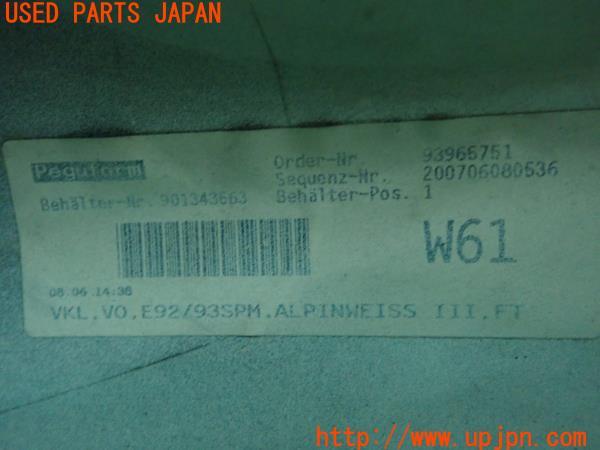 USED PARTS JAPAN
Peguform
Order-Nr. 93965751
Sequenz-Nr. 200706080536
Behälter-Nr. 901343663 Behälter-Pos. 1
W61
08.06.14:36
VKL.VO.E92/93SPM.ALPINWEISS III.FT
UPJ
http://www.upjpn.com/